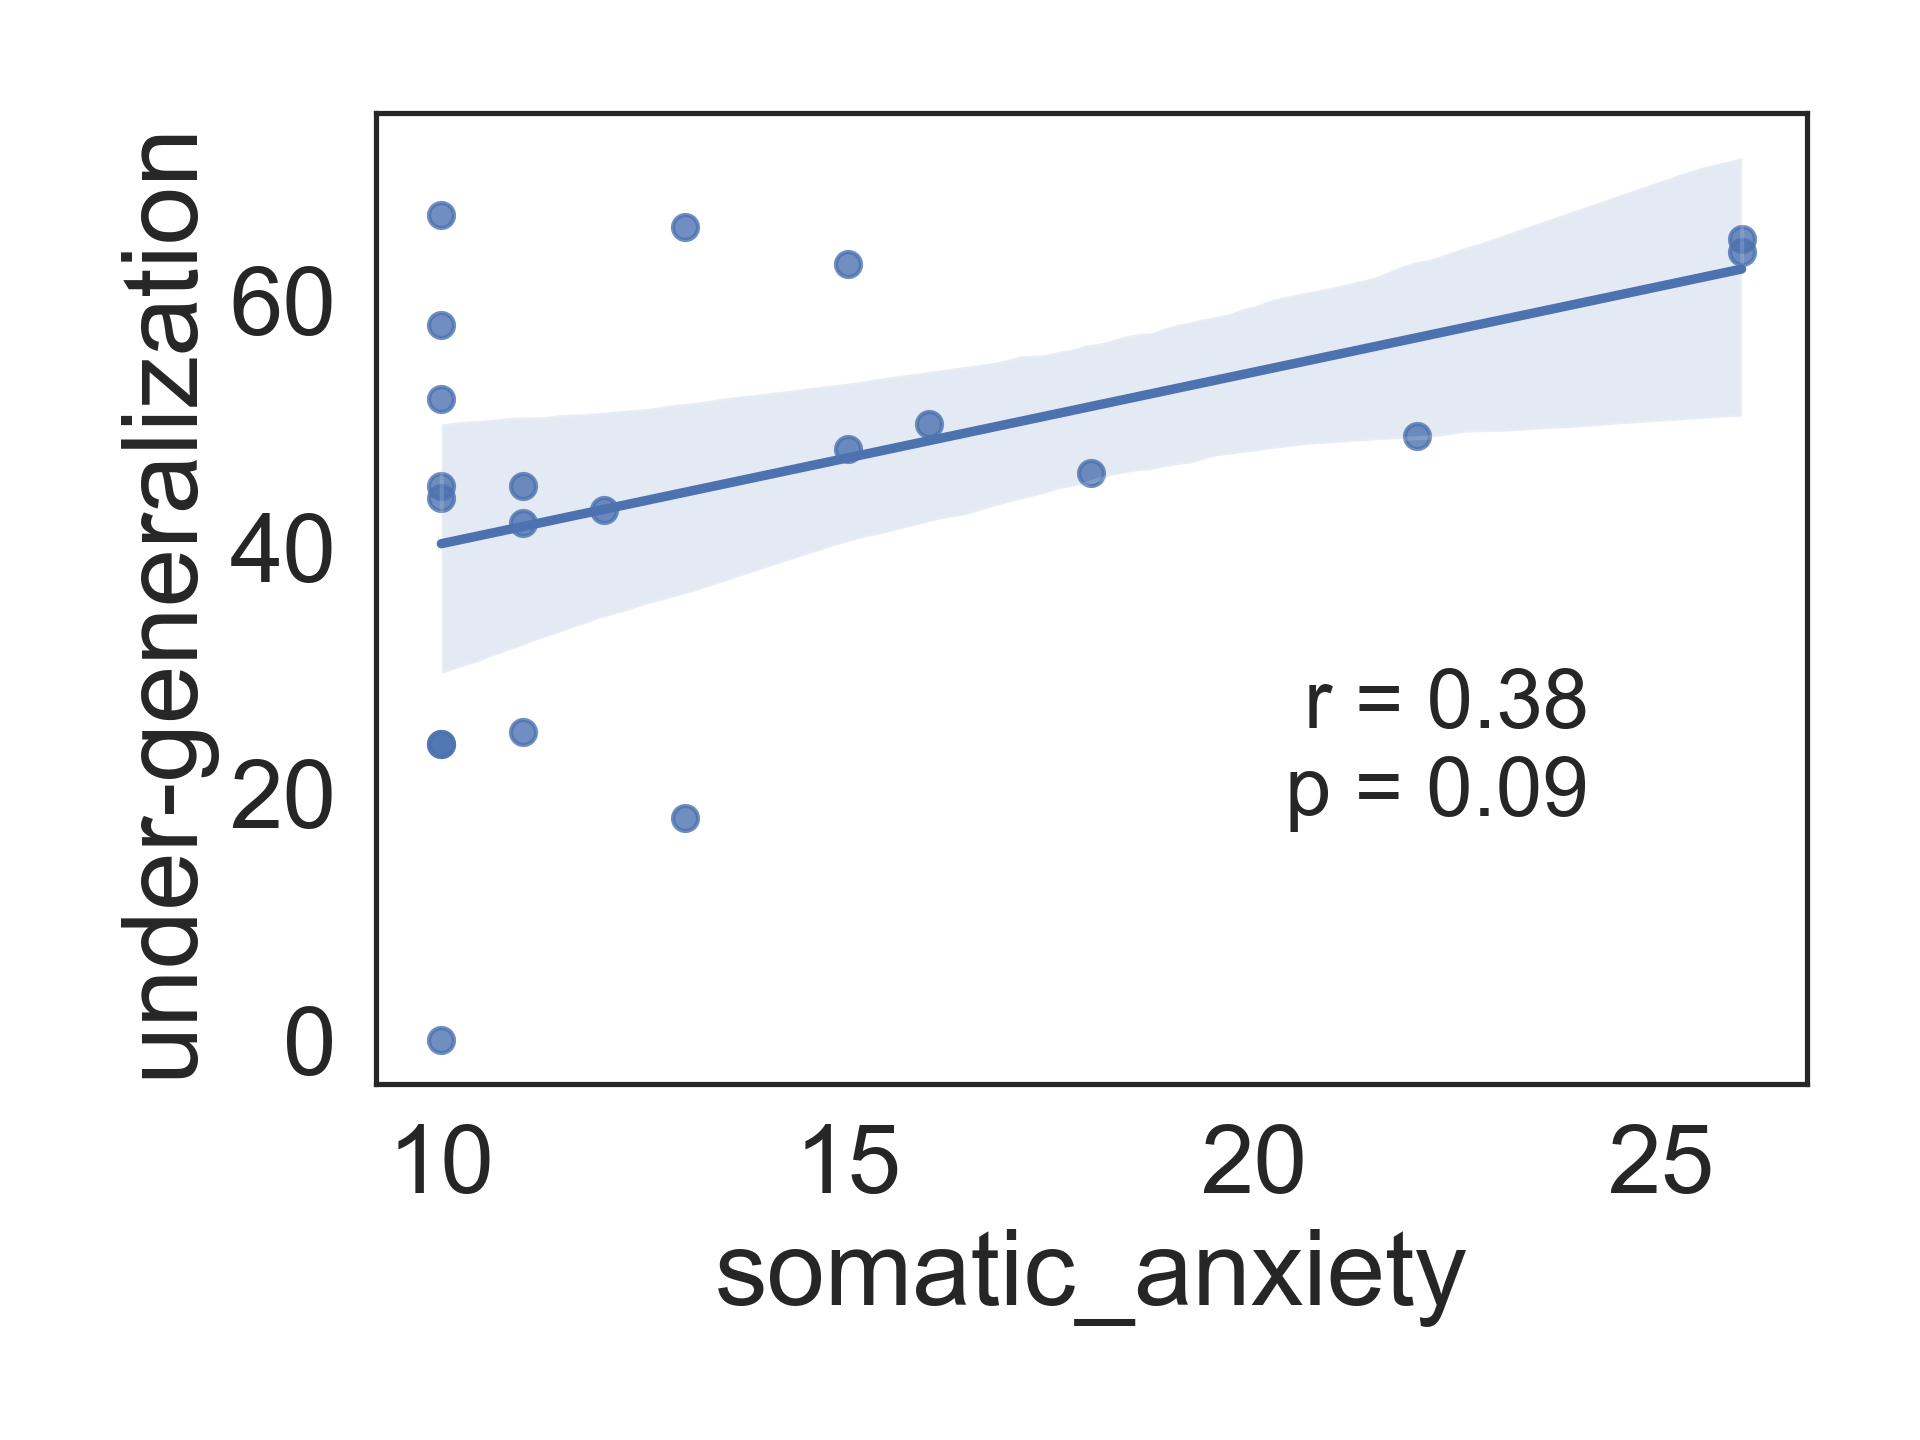 under-generalization
60
40
20
0
r = 0.38
p = 0.09
10 15 20 25
somatic_anxiety